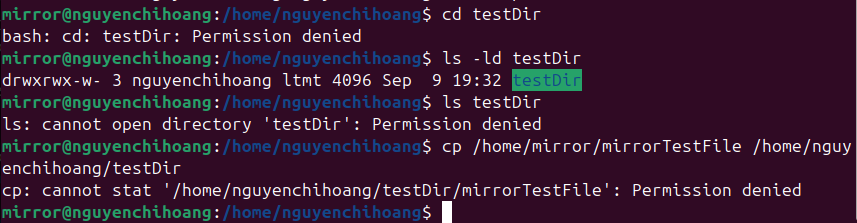 mirror@nguyenchihoang:/home/nguyenchihoang$ cd testDir
bash: cd: testDir: Permission denied
mirror@nguyenchihoang:/home/nguyenchihoang$ ls -ld testDir
drwxrwx-w- 3 nguyenchihoang ltmt 4096 Sep  9 19:32 testDir
mirror@nguyenchihoang:/home/nguyenchihoang$ ls testDir
ls: cannot open directory 'testDir': Permission denied
mirror@nguyenchihoang:/home/nguyenchihoang$ cp /home/mirror/mirrorTestFile /home/nguy
enchihoang/testDir
cp: cannot stat '/home/nguyenchihoang/testDir/mirrorTestFile': Permission denied
mirror@nguyenchihoang:/home/nguyenchihoang$